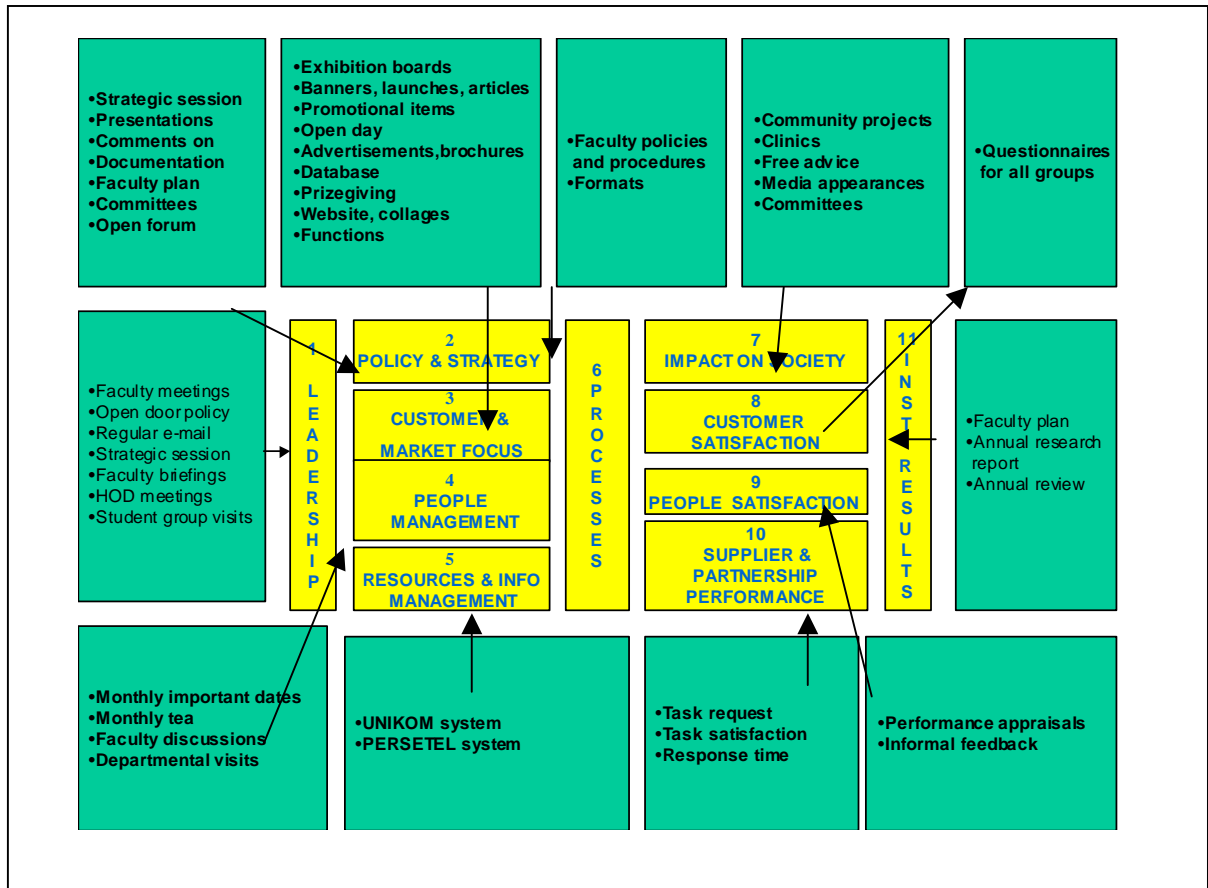 •Strategic session
•Presentations
•Comments on
•Documentation
•Faculty plan
•Committees
•Open forum
•Exhibition boards
•Banners, launches, articles
•Promotional items
•Open day
•Advertisements,brochures
•Database
•Prizegiving
•Website, collages
•Functions
•Faculty policies
and procedures
•Formats
•Community projects
•Clinics
•Free advice
•Media appearances
•Committees
•Questionnaires
for all groups
•Faculty meetings
•Open door policy
•Regular e-mail
•Strategic session
•Faculty briefings
•HOD meetings
•Student group visits
1
L
E
A
D
E
R
S
H
I
P
2
POLICY & STRATEGY
3
CUSTOMER &
MARKET FOCUS
4
PEOPLE
MANAGEMENT
5
RESOURCES & INFO
MANAGEMENT
6
P
R
O
C
E
S
S
E
S
7
IMPACT ON SOCIETY
8
CUSTOMER
SATISFACTION
9
PEOPLE SATISFACTION
10
SUPPLIER &
PARTNERSHIP
PERFORMANCE
11
I
N
S
T
R
E
S
U
L
T
S
•Faculty plan
•Annual research
report
•Annual review
•Monthly important dates
•Monthly tea
•Faculty discussions
•Departmental visits
•UNIKOM system
•PERSETEL system
•Task request
•Task satisfaction
•Response time
•Performance appraisals
•Informal feedback